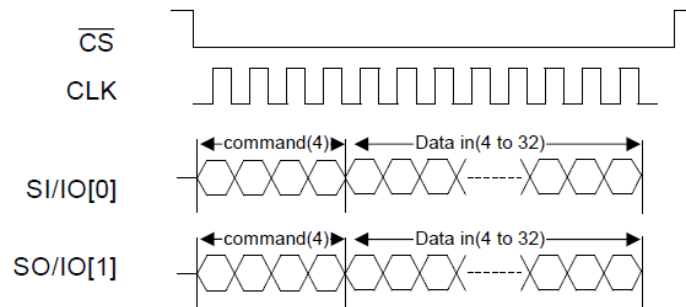 CS
CLK
command(4) Data in(4 to 32)
SI/IO[0]
command(4) Data in(4 to 32)
SO/IO[1]